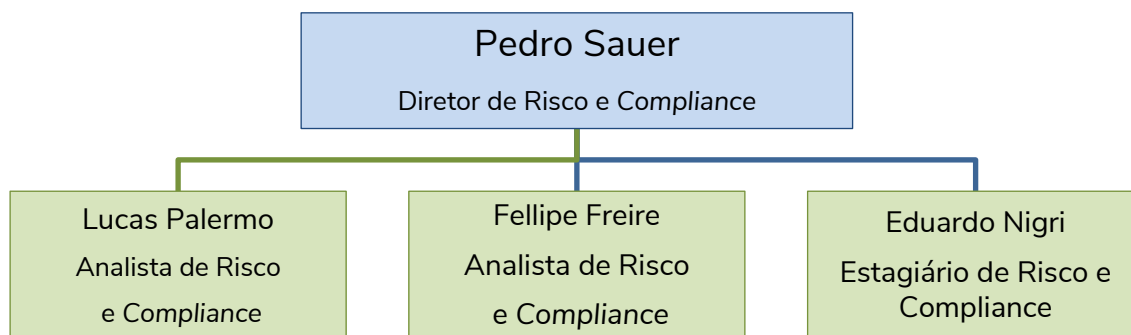 Pedro Sauer
Diretor de Risco e Compliance
Lucas Palermo
Analista de Risco
e Compliance
Fellipe Freire
Analista de Risco
e Compliance
Eduardo Nigri
Estagiário de Risco e
Compliance